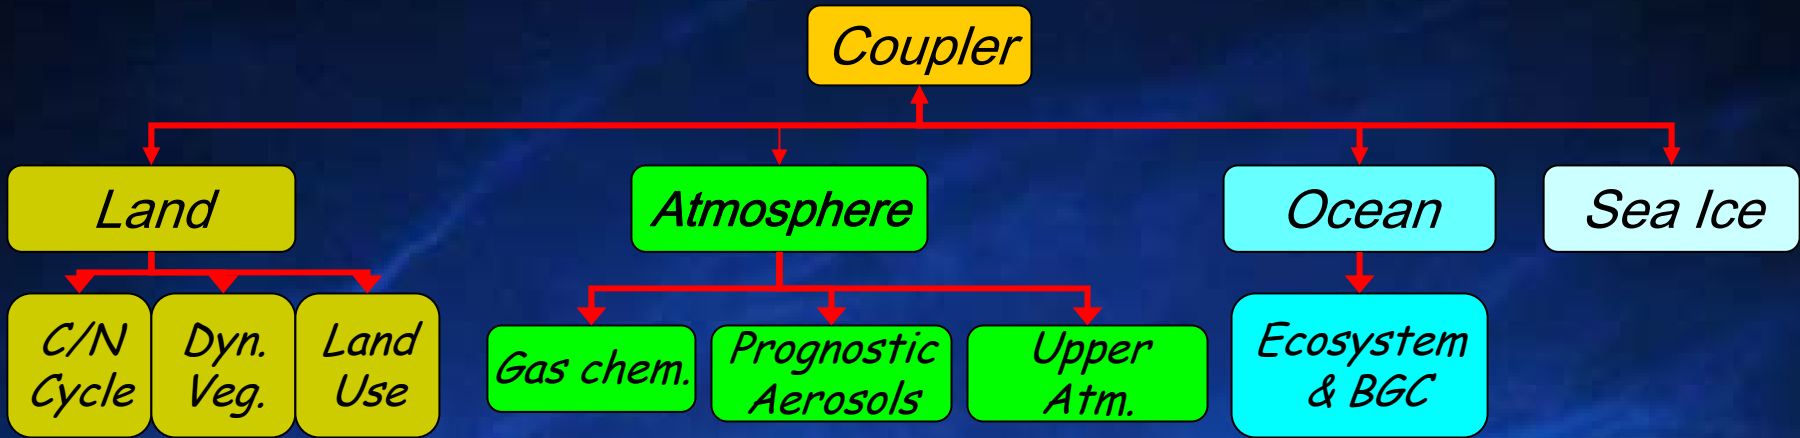 Coupler
Land
Atmosphere
Ocean
Sea Ice
C/N
Cycle
Dyn.
Veg.
Land
Use
Gas chem.
Prognostic
Aerosols
Upper
Atm.
Ecosystem
& BGC